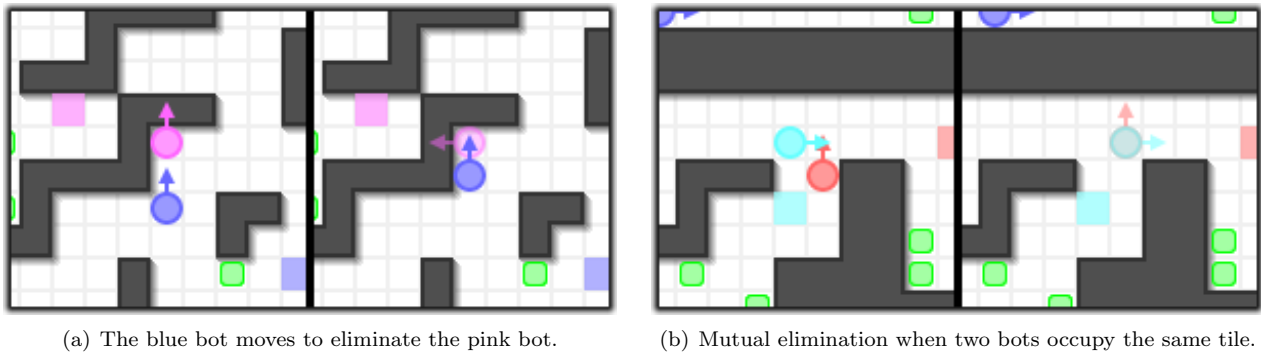 (a) The blue bot moves to eliminate the pink bot.
(b) Mutual elimination when two bots occupy the same tile.